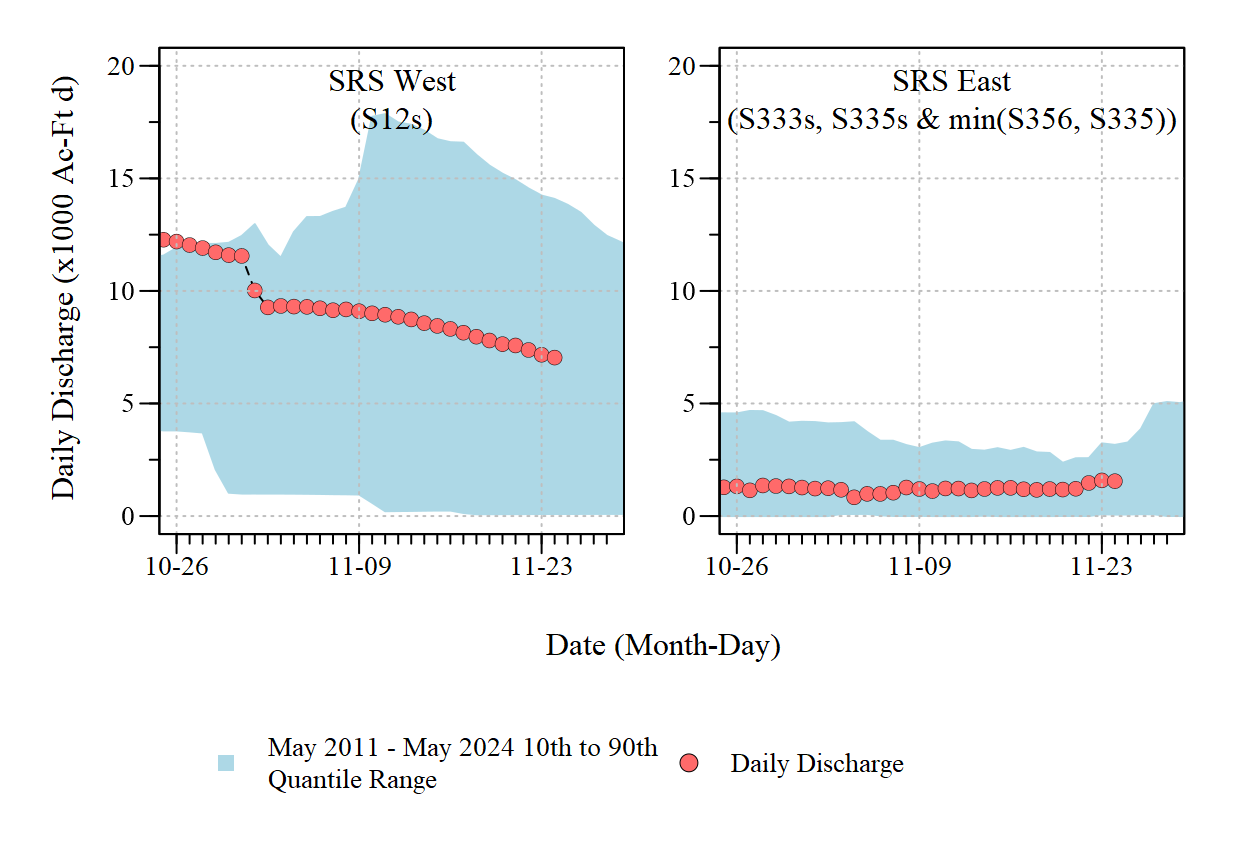 SRS West
(S12s)
SRS East
(S333s, S335s & min(S356, S335))
Daily Discharge (x1000 Ac-Ft d)
20
15
10
5
0
10-26
11-09
11-23
20
15
10
5
0
10-26
11-09
11-23
Date (Month-Day)
May 2011 - May 2024 10th to 90th
Quantile Range
Daily Discharge